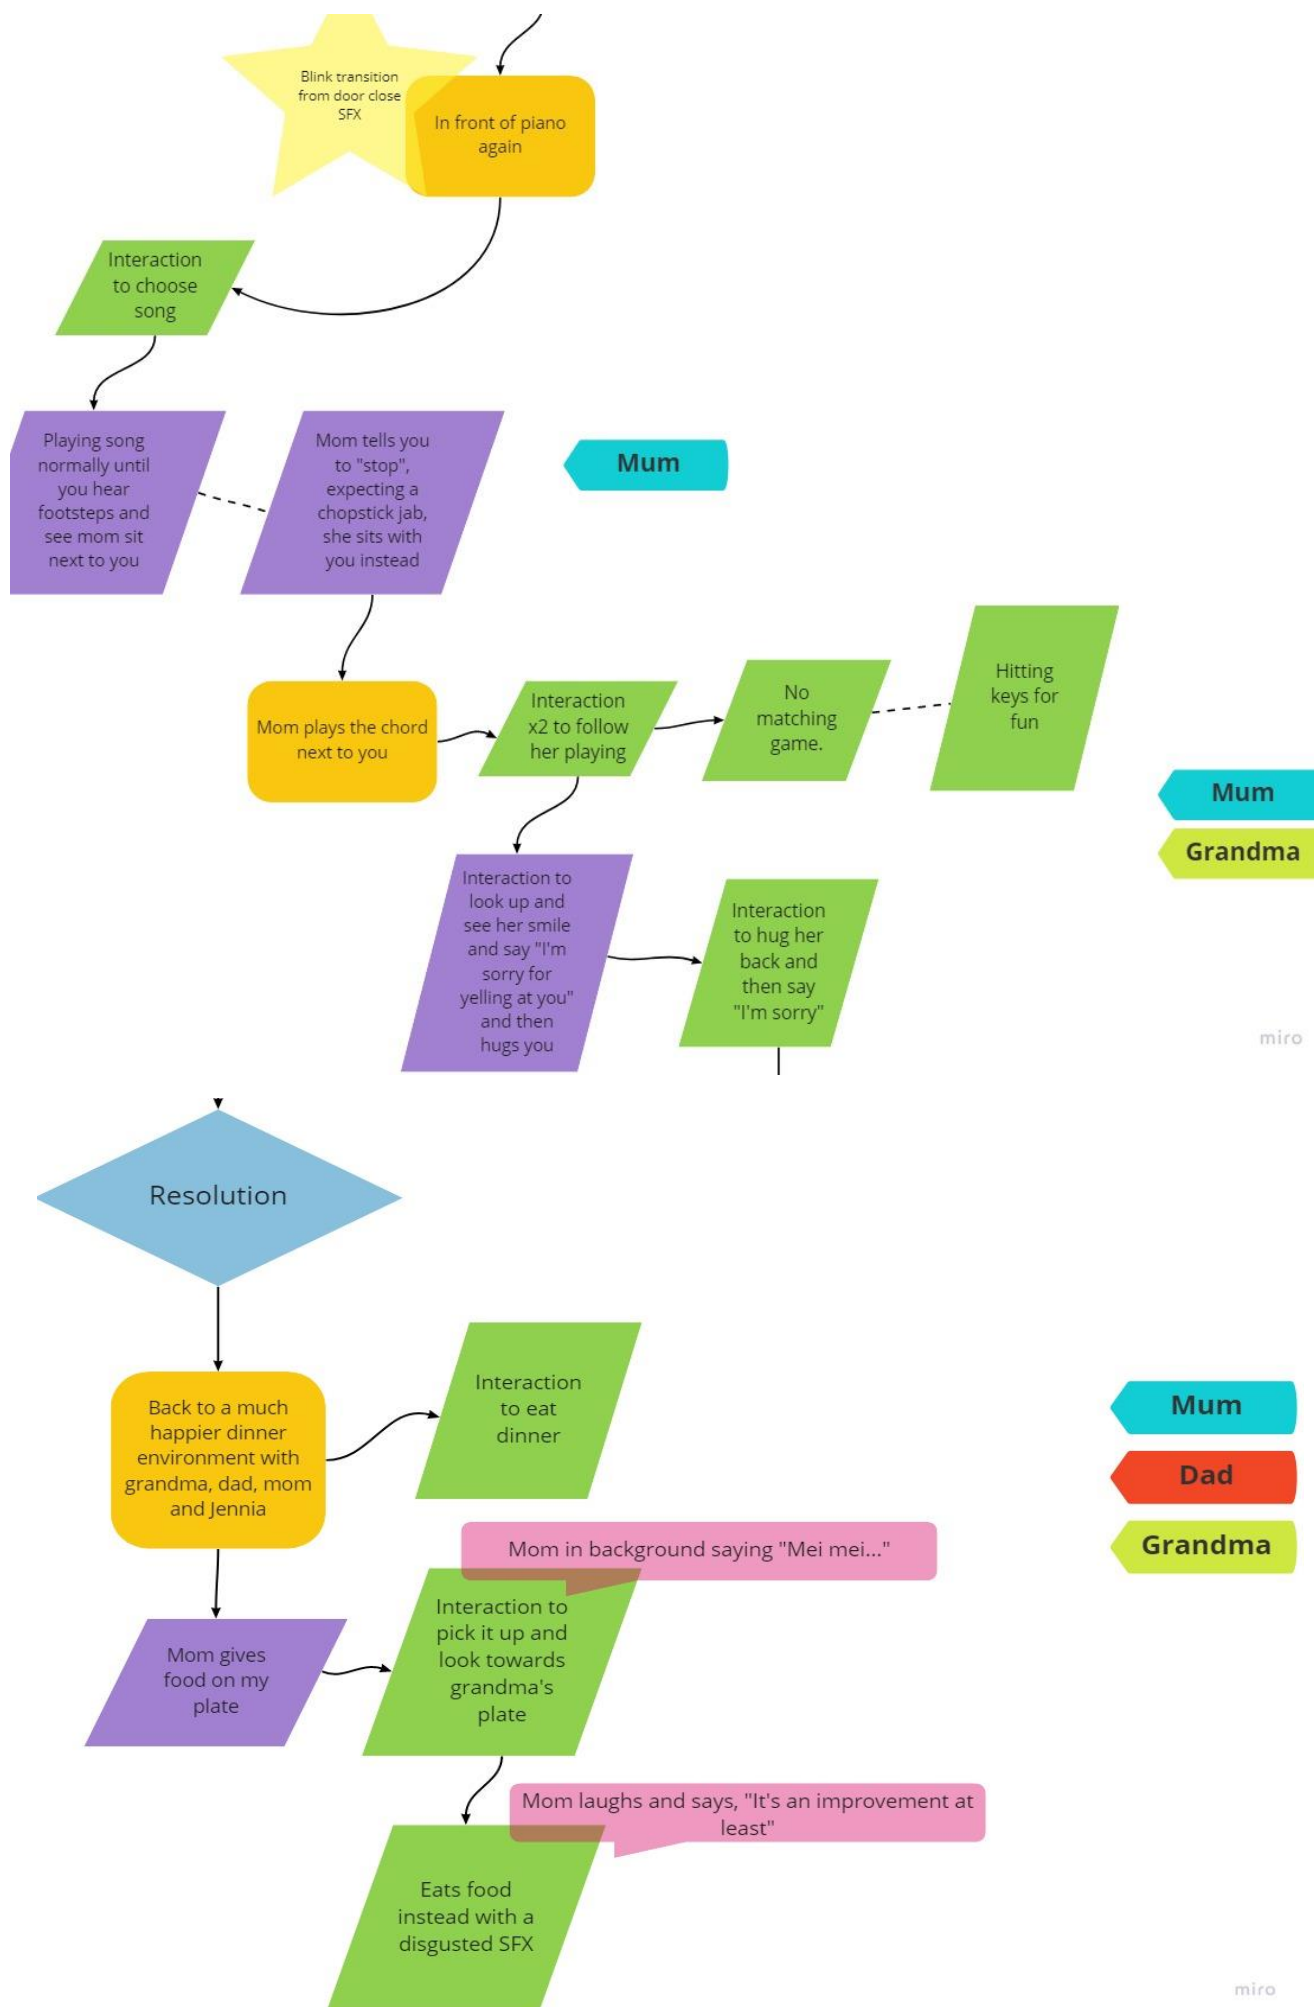 Blink transition
from door close
SFX
In front of piano
again
Interaction
to choose
song
Playing song
normally until
you hear
footsteps and
see mom sit
next to you
Mom tells you
to "stop",
expecting a
chopstick jab,
she sits with
you instead
Mum
Mom plays the chord
next to you
Interaction
x2 to follow
her playing
No
matching
game.
Hitting
keys for
fun
Mum
Grandma
Interaction to
look up and
see her smile
and say "I'm
sorry for
yelling at you"
and then
hugs you
Interaction
to hug her
back and
then say
"I'm sorry"
miro
Resolution
Back to a much
happier dinner
environment with
grandma, dad, mom
and Jennia
Interaction
to eat
dinner
Mum
Dad
Grandma
Mom in background saying "Mei mei..."
Mom gives
food on my
plate
Interaction to
pick it up and
look towards
grandma's
plate
Mom laughs and says, "It's an improvement at
least"
Eats food
instead with a
disgusted SFX
miro